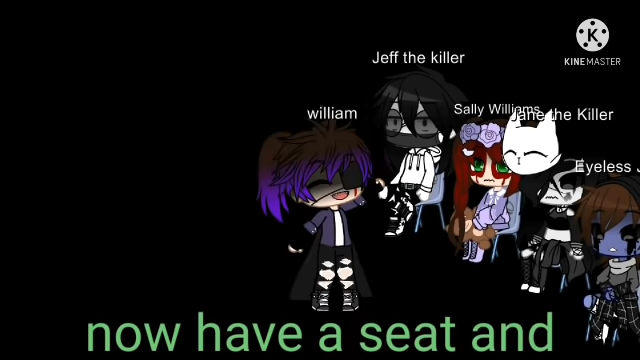 KINEMASTER
Jeff the killer
william
Sally Williams
Jane the Killer
Eyeless J
now have a seat and